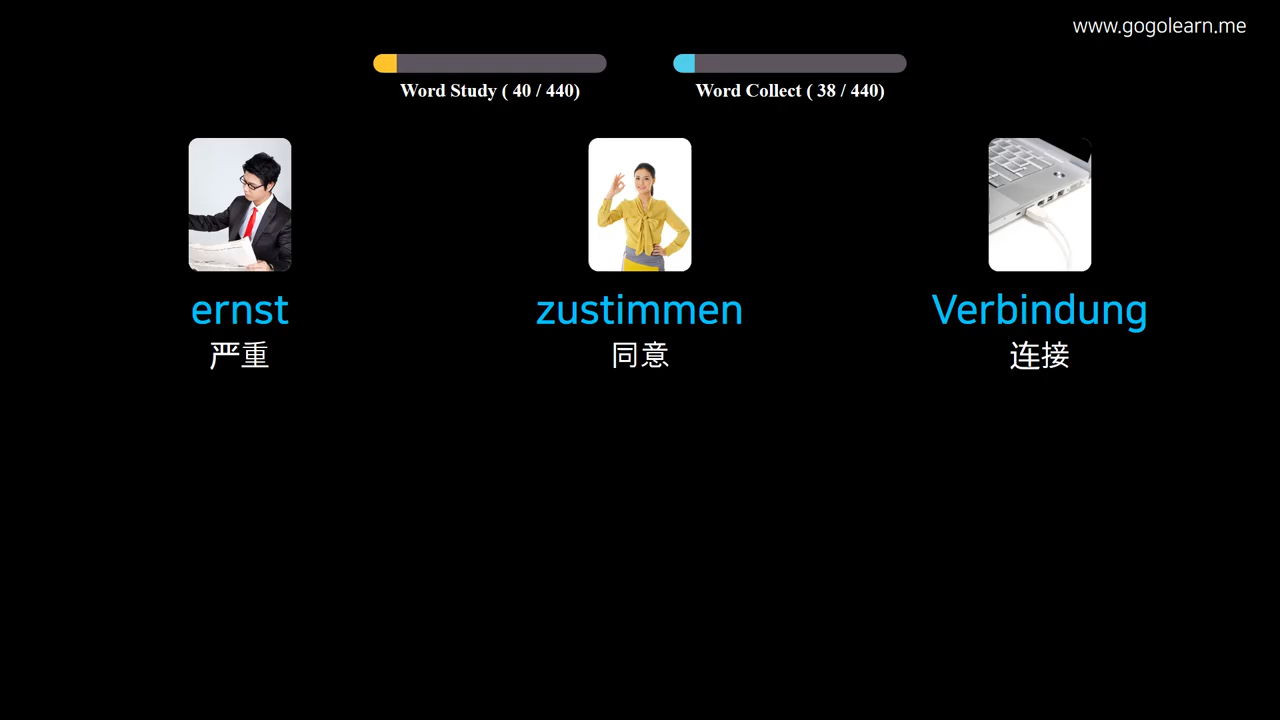 www.gogolearn.me
Word Study ( 40 / 440)
Word Collect ( 38 / 440)
ernst
严重
zustimmen
同意
Verbindung
连接